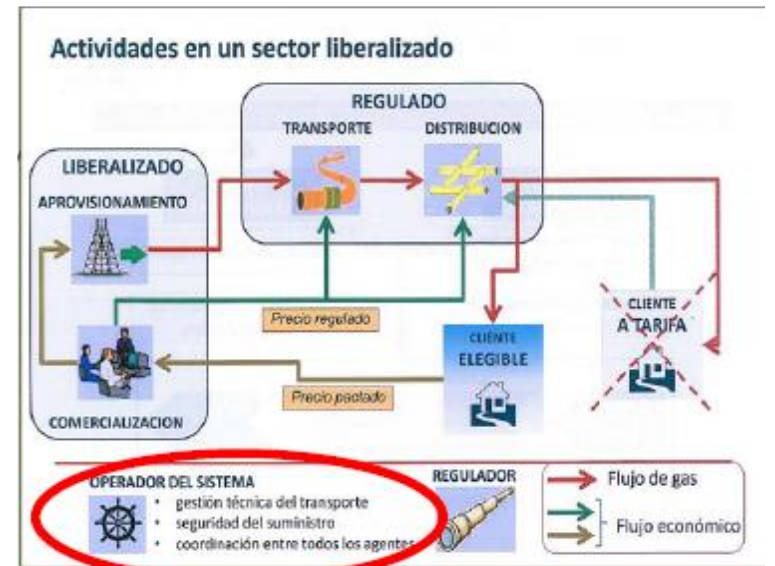 Actividades en un sector liberalizado
REGULADO
TRANSPORTE
DISTRIBUCION
LIBERALIZADO
APROVISIONAMIENTO
Precio regulado
CLIENTE
ELEGIBLE
CLIENTE
A TARIFA
Precio pactado
COMERCIALIZACION
OPERADOR DEL SISTEMA
• gestión técnica del transporte
• seguridad del suministro
• coordinación entre todos los agentes
REGULADOR
Flujo de gas
Flujo económico